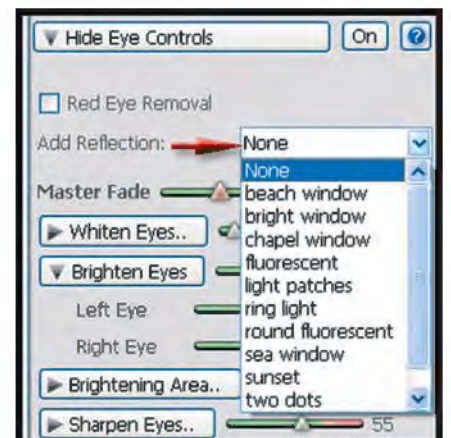 Hide Eye Controls On ?
Red Eye Removal
Add Reflection: None
None
Master Fade
beach window
bright window
Whiten Eyes..
chapel window
fluorescent
Brighten Eyes
light patches
Left Eye
ring light
round fluorescent
Right Eye
sea window
sunset
Brightening Area..
two dots
Sharpen Eyes.. 55